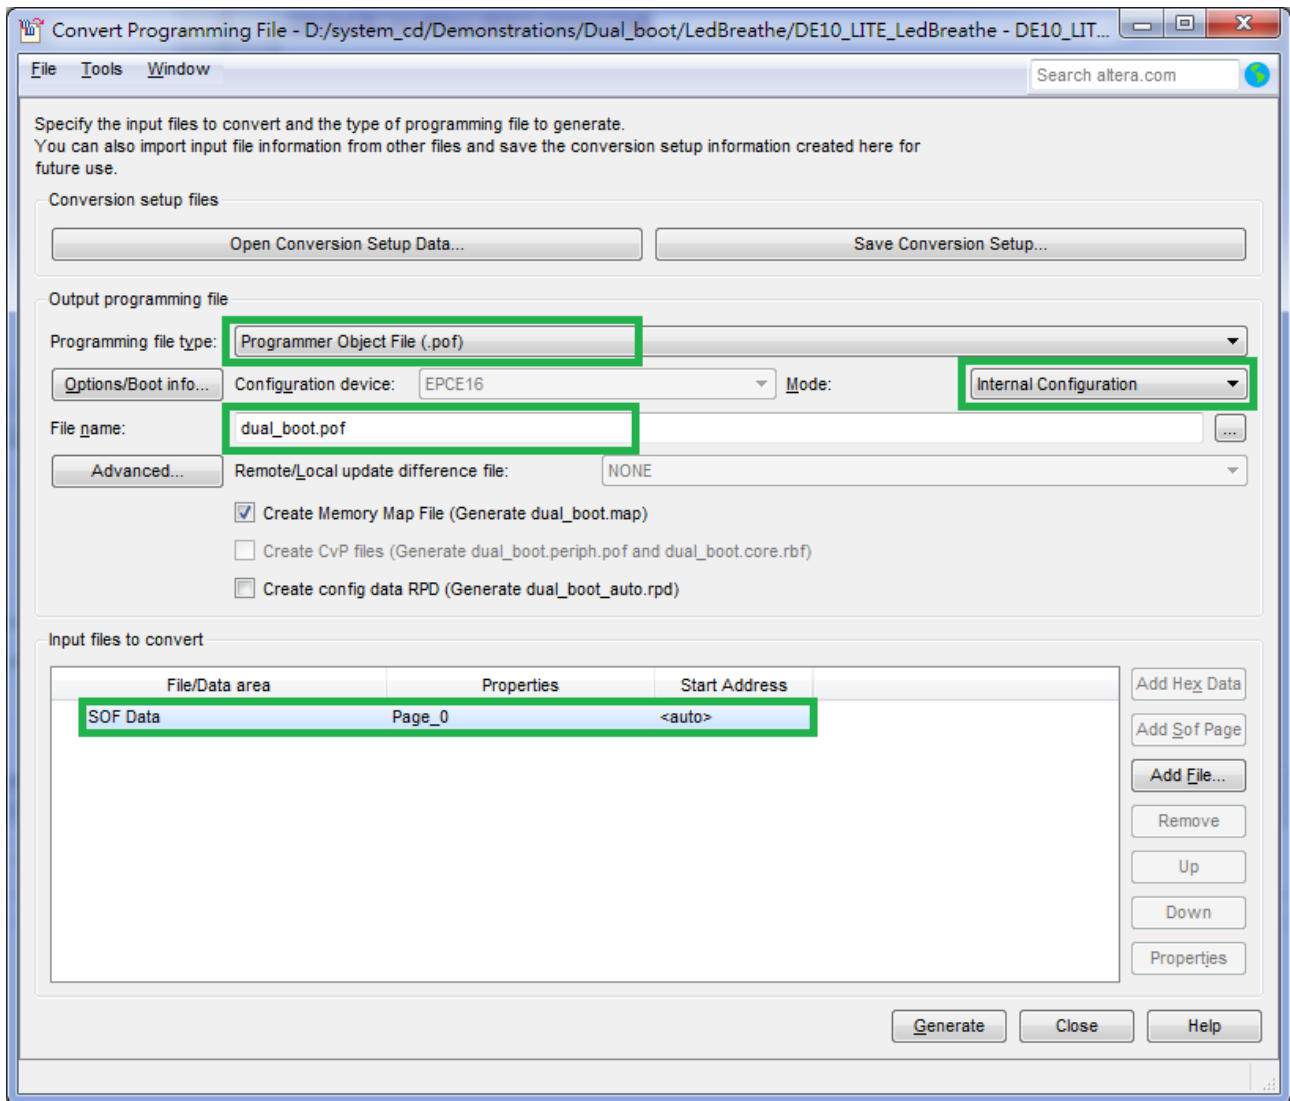 Convert Programming File - D:/system_cd/Demonstrations/Dual_boot/LedBreathe/DE10_LITE_LedBreathe - DE10_LIT...
File Tools Window
Search altera.com
Specify the input files to convert and the type of programming file to generate.
You can also import input file information from other files and save the conversion setup information created here for
future use.
Conversion setup files
Open Conversion Setup Data...
Save Conversion Setup...
Output programming file
Programming file type: Programmer Object File (.pof)
Options/Boot info... Configuration device: EPCE16 Mode: Internal Configuration
File name: dual_boot.pof ...
Advanced... Remote/Local update difference file: NONE
Create Memory Map File (Generate dual_boot.map)
Create CvP files (Generate dual_boot.periph.pof and dual_boot.core.rbf)
Create config data RPD (Generate dual_boot_auto.rpd)
Input files to convert
File/Data area Properties Start Address
SOF Data Page_0 <auto>
Add Hex Data
Add Sof Page
Add File...
Remove
Up
Down
Properties
Generate Close Help